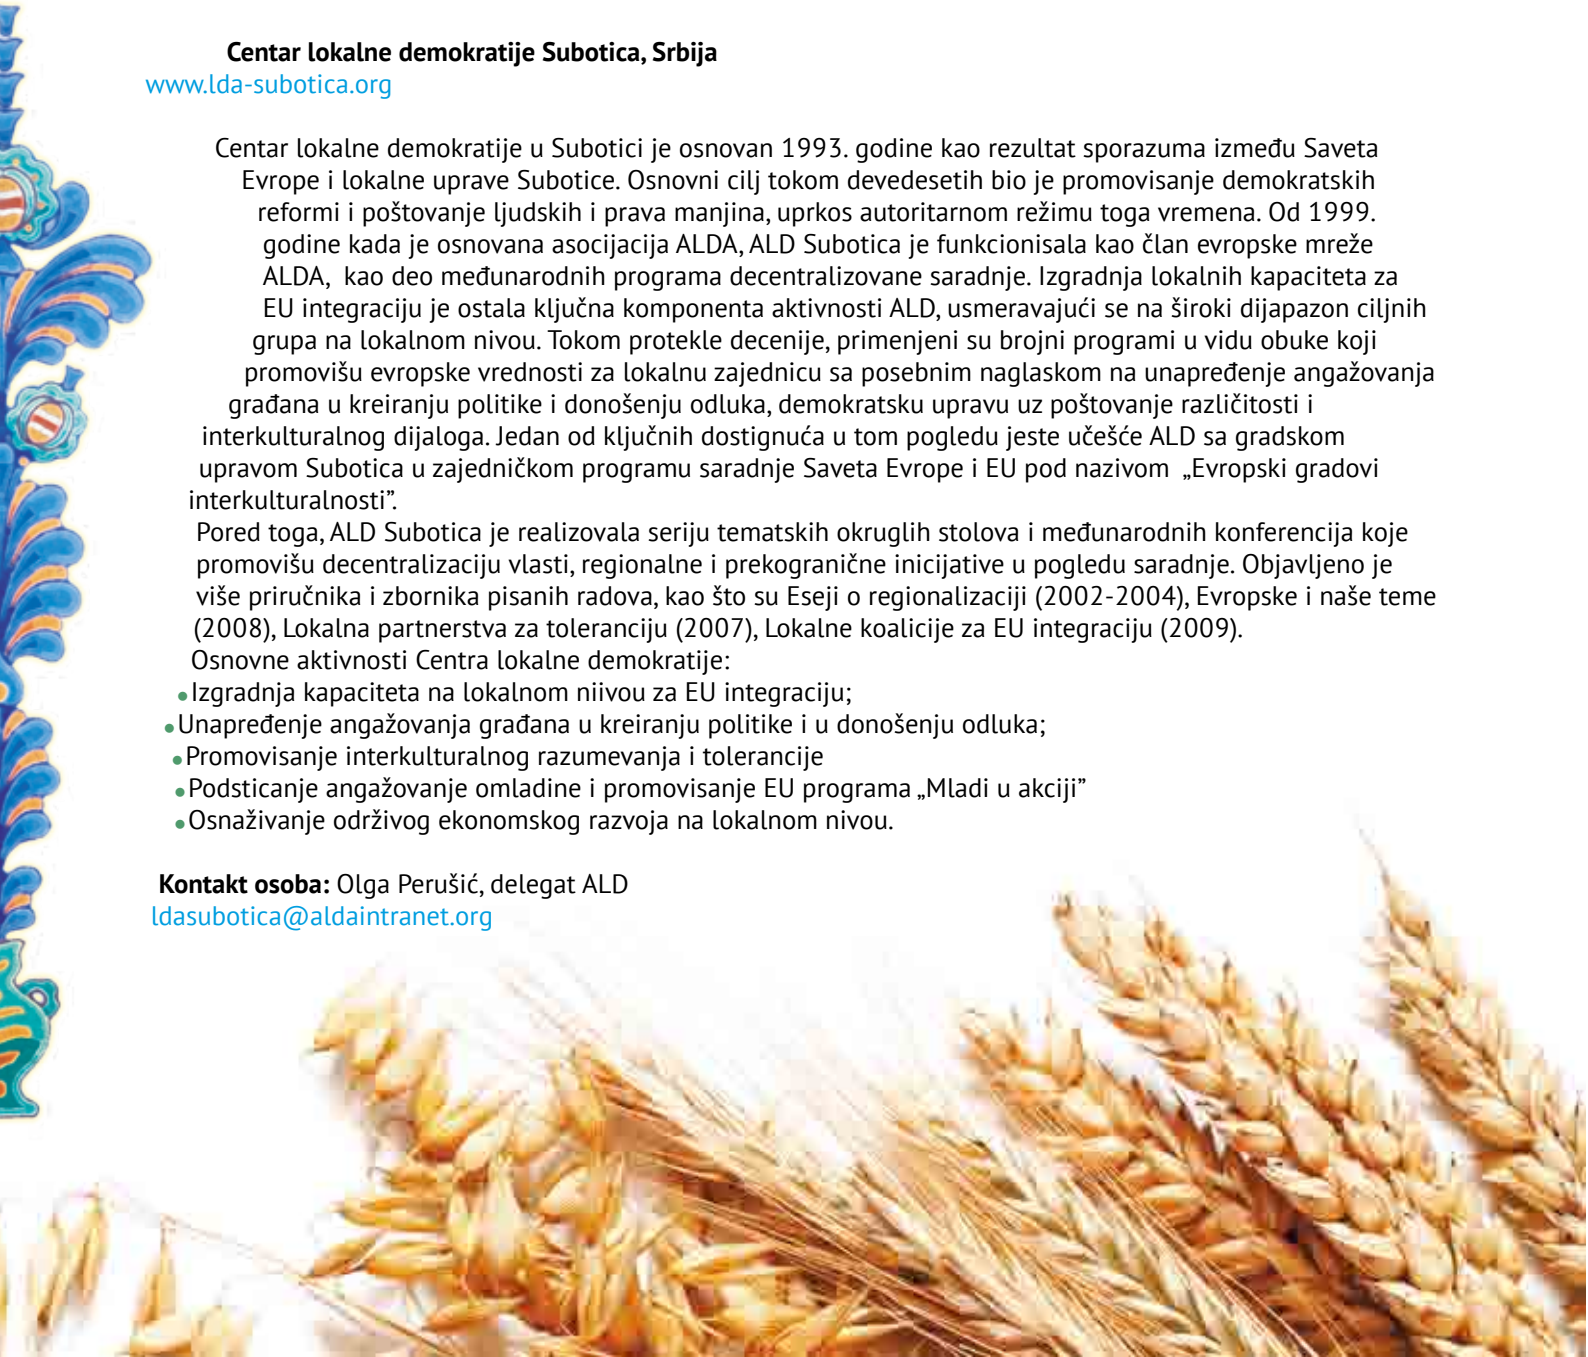 Centar lokalne demokratije Subotica, Srbija
www.lda-subotica.org
Centar lokalne demokratije u Subotici je osnovan 1993. godine kao rezultat sporazuma između Saveta
Evrope i lokalne uprave Subotice. Osnovni cilj tokom devedesetih bio je promovisanje demokratskih
reformi i poštovanje ljudskih i prava manjina, uprkos autoritarnom režimu toga vremena. Od 1999.
godine kada je osnovana asocijacija ALDA, ALD Subotica je funkcionisala kao član evropske mreže
ALDA,  kao deo međunarodnih programa decentralizovane saradnje. Izgradnja lokalnih kapaciteta za
EU integraciju je ostala ključna komponenta aktivnosti ALD, usmeravajući se na široki dijapazon ciljnih
grupa na lokalnom nivou. Tokom protekle decenije, primenjeni su brojni programi u vidu obuke koji
promovišu evropske vrednosti za lokalnu zajednicu sa posebnim naglaskom na unapređenje angažovanja
građana u kreiranju politike i donošenju odluka, demokratsku upravu uz poštovanje različitosti i
interkulturalnog dijaloga. Jedan od ključnih dostignuća u tom pogledu jeste učešće ALD sa gradskom
upravom Subotica u zajedničkom programu saradnje Saveta Evrope i EU pod nazivom  „Evropski gradovi
interkulturalnosti”.
Pored toga, ALD Subotica je realizovala seriju tematskih okruglih stolova i međunarodnih konferencija koje
promovišu decentralizaciju vlasti, regionalne i prekogranične inicijative u pogledu saradnje. Objavljeno je
više priručnika i zbornika pisanih radova, kao što su Eseji o regionalizaciji (2002-2004), Evropske i naše teme
(2008), Lokalna partnerstva za toleranciju (2007), Lokalne koalicije za EU integraciju (2009).
Osnovne aktivnosti Centra lokalne demokratije:
•Izgradnja kapaciteta na lokalnom niivou za EU integraciju;
•Unapređenje angažovanja građana u kreiranju politike i u donošenju odluka;
•Promovisanje interkulturalnog razumevanja i tolerancije
•Podsticanje angažovanje omladine i promovisanje EU programa „Mladi u akciji”
•Osnaživanje održivog ekonomskog razvoja na lokalnom nivou.
Kontakt osoba: Olga Perušić, delegat ALD
ldasubotica@aldaintranet.org